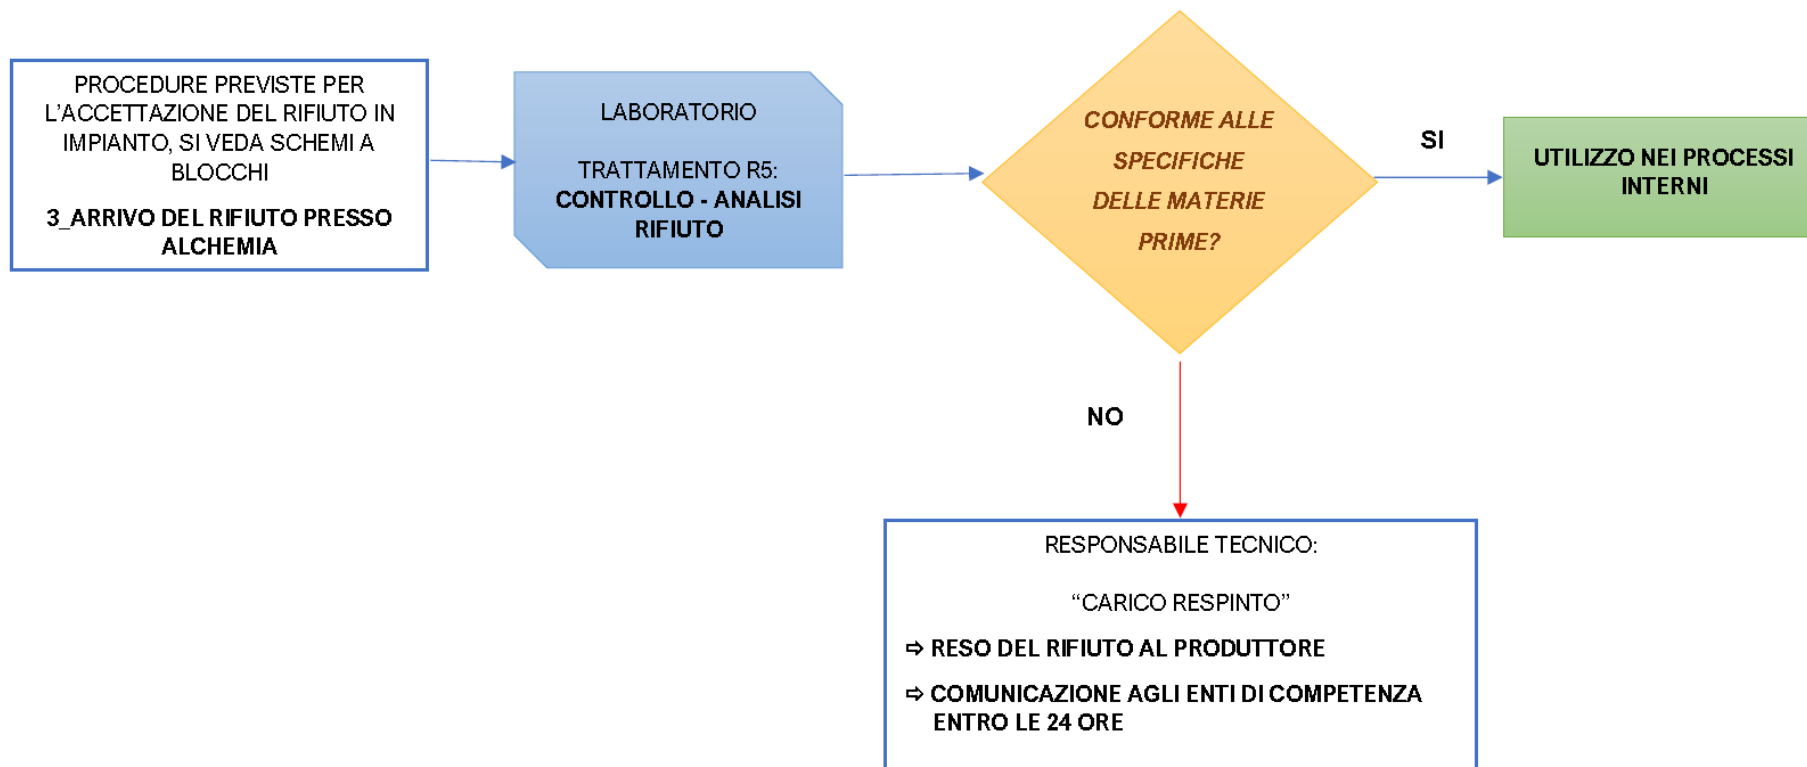 PROCEDURE PREVISTE PER
L'ACCETTAZIONE DEL RIFIUTO IN
IMPIANTO, SI VEDA SCHEMI A
BLOCCHI
3_ARRIVO DEL RIFIUTO PRESSO
ALCHEMIA
LABORATORIO
TRATTAMENTO R5:
CONTROLLO - ANALISI
RIFIUTO
CONFORME ALLE
SPECIFICHE
DELLE MATERIE
PRIME?
SI
UTILIZZO NEI PROCESSI
INTERNI
NO
RESPONSABILE TECNICO:
“CARICO RESPINTO”
⇨ RESO DEL RIFIUTO AL PRODUTTORE
⇨ COMUNICAZIONE AGLI ENTI DI COMPETENZA
ENTRO LE 24 ORE